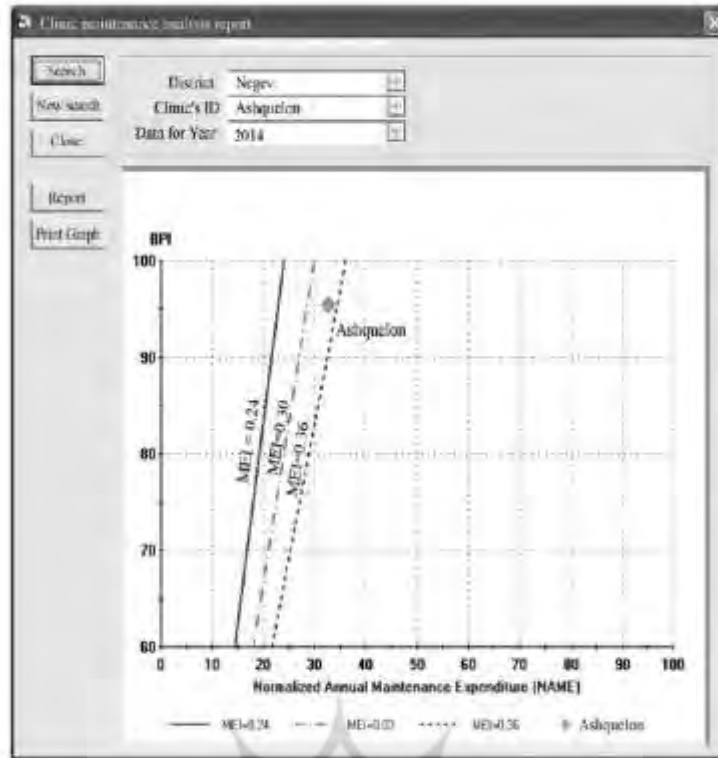 Clinic maintenance analysis report
Search
New search
Close
Report
Print Graph
District Negev
Clinic's ID Ashquelon
Data for Year 2014
BPI
100
90
80
70
60
MEI = 0.24
MEI=0.30
MEI=0.36
Ashquelon
0 10 20 30 40 50 60 70 80 90 100
Normalized Annual Maintenance Expenditure (NAME)
MEI=0.24 MEI=0.36 Ashquelon